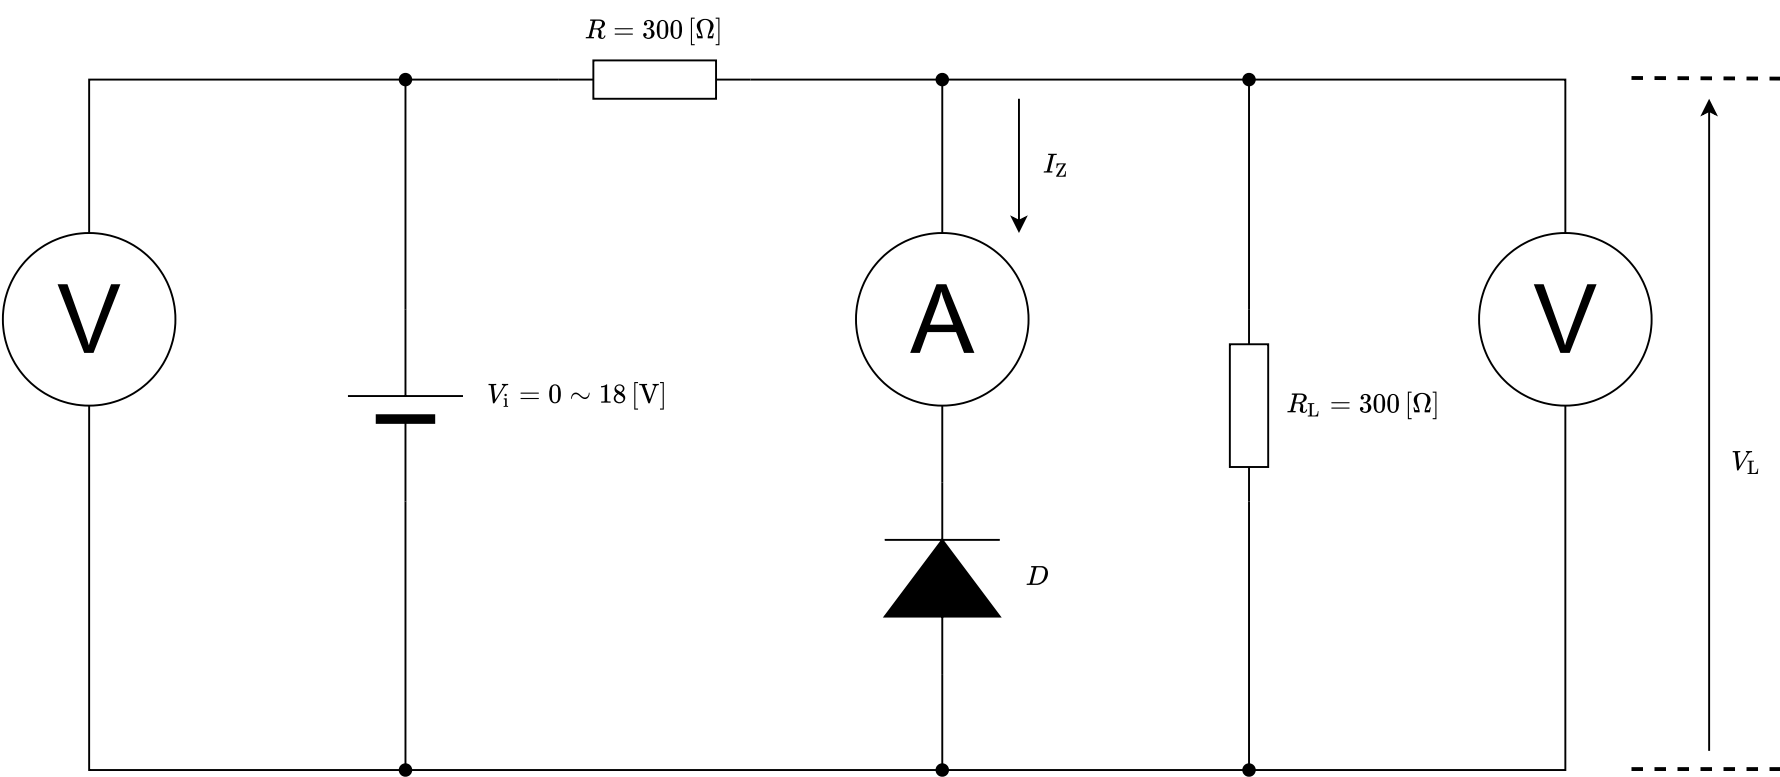 R = 300 [Ω]
I_Z
V
A
V
V_i = 0 ∼ 18 [V]
R_L = 300 [Ω]
V_L
D